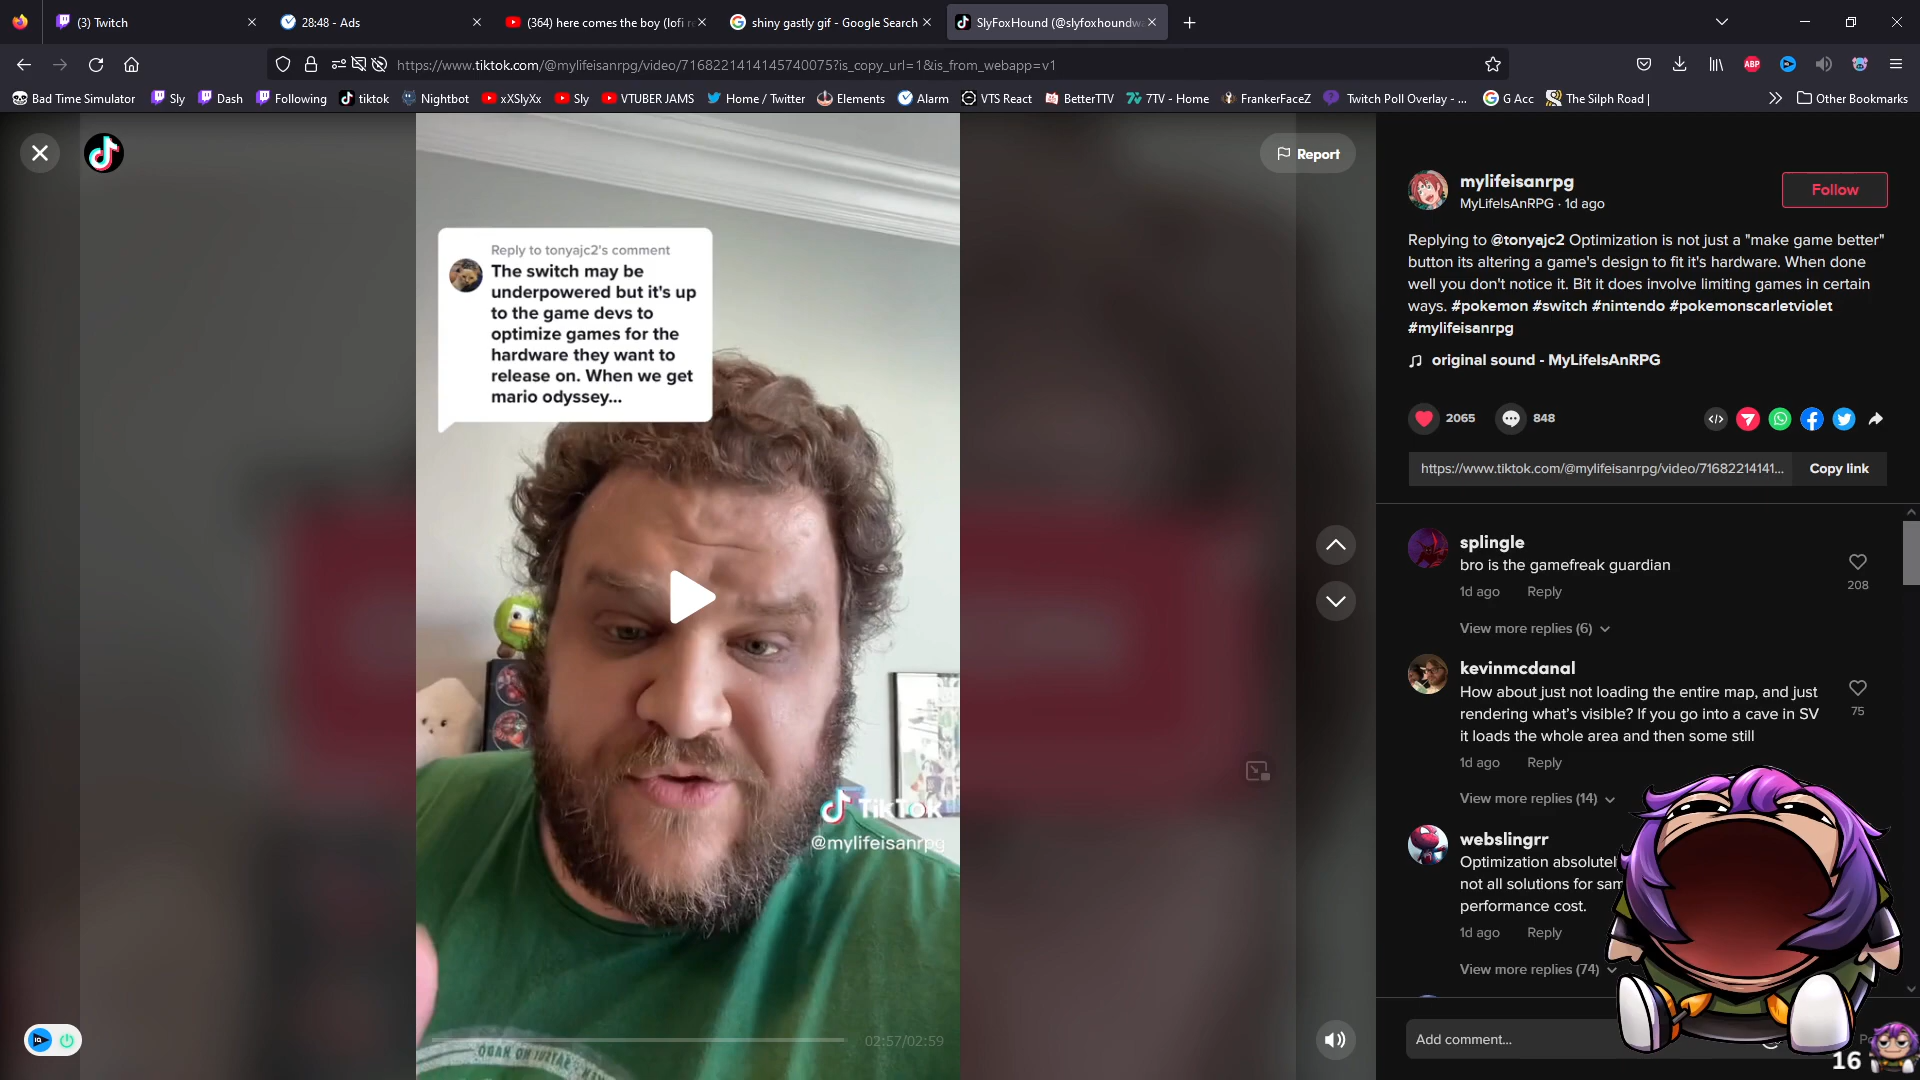 (3) Twitch
28:48 - Ads
(364) here comes the boy (lofi r
shiny gastly gif - Google Search
SlyFoxHound (@slyfoxhoundw
https://www.tiktok.com/@mylifeisanrpg/video/7168221414145740075?is_copy_url=1&is_from_webapp=v1
Bad Time Simulator
Sly
Dash
Following
tiktok
Nightbot
xXSlyXx
Sly
VTUBER JAMS
Home / Twitter
Elements
Alarm
VTS React
BetterTTV
7TV - Home
FrankerFaceZ
Twitch Poll Overlay - ...
G Acc
The Silph Road |
Other Bookmarks
Report
Reply to tonyajc2's comment
The switch may be
underpowered but it's up
to the game devs to
optimize games for the
hardware they want to
release on. When we get
mario odyssey...
TikTok
@mylifeisanrpg
02:57/02:59
mylifeisanrpg
MyLifeIsAnRPG · 1d ago
Follow
Replying to @tonyajc2 Optimization is not just a "make game better"
button its altering a game's design to fit it's hardware. When done
well you don't notice it. Bit it does involve limiting games in certain
ways. #pokemon #switch #nintendo #pokemonscarletviolet
#mylifeisanrpg
original sound - MyLifeIsAnRPG
2065
848
https://www.tiktok.com/@mylifeisanrpg/video/71682214141...
Copy link
splingle
bro is the gamefreak guardian
1d ago Reply
208
View more replies (6)
kevinmcdanal
How about just not loading the entire map, and just
rendering what's visible? If you go into a cave in SV
it loads the whole area and then some still
75
1d ago Reply
View more replies (14)
webslingrr
Optimization absolutel
not all solutions for sam
performance cost.
1d ago Reply
View more replies (74)
Add comment...
16